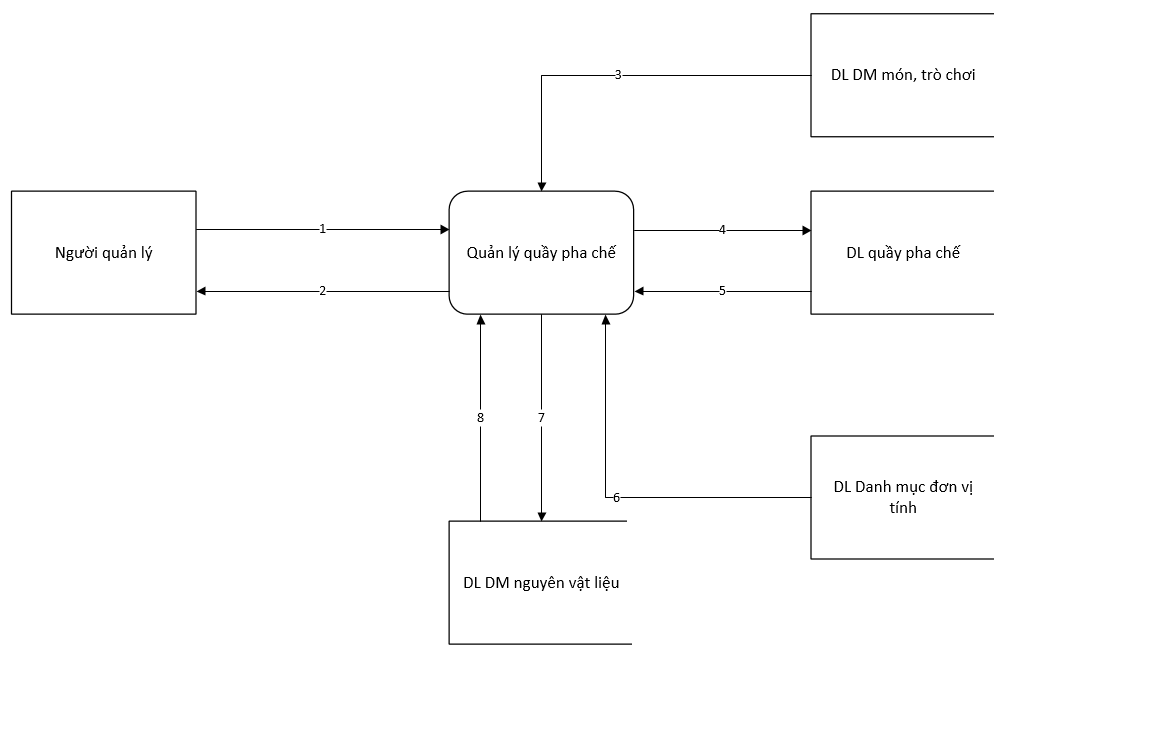 3
DL DM món, trò chơi
Người quản lý
1
2
Quản lý quầy pha chế
4
5
DL quầy pha chế
8
7
6
DL Danh mục đơn vị
tính
DL DM nguyên vật liệu